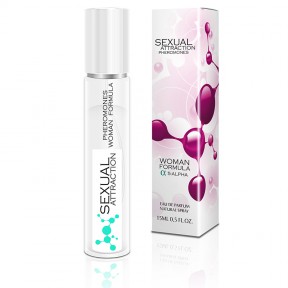 SEXUAL
ATTRACTION
PHEROMONES
WOMAN
FORMULA
α 5-ALPHA
EAU DE PARFUM
NATURAL SPRAY
15ML 0,5 FL.OZ.
SEXUAL
ATTRACTION
PHEROMONES
WOMAN FORMULA